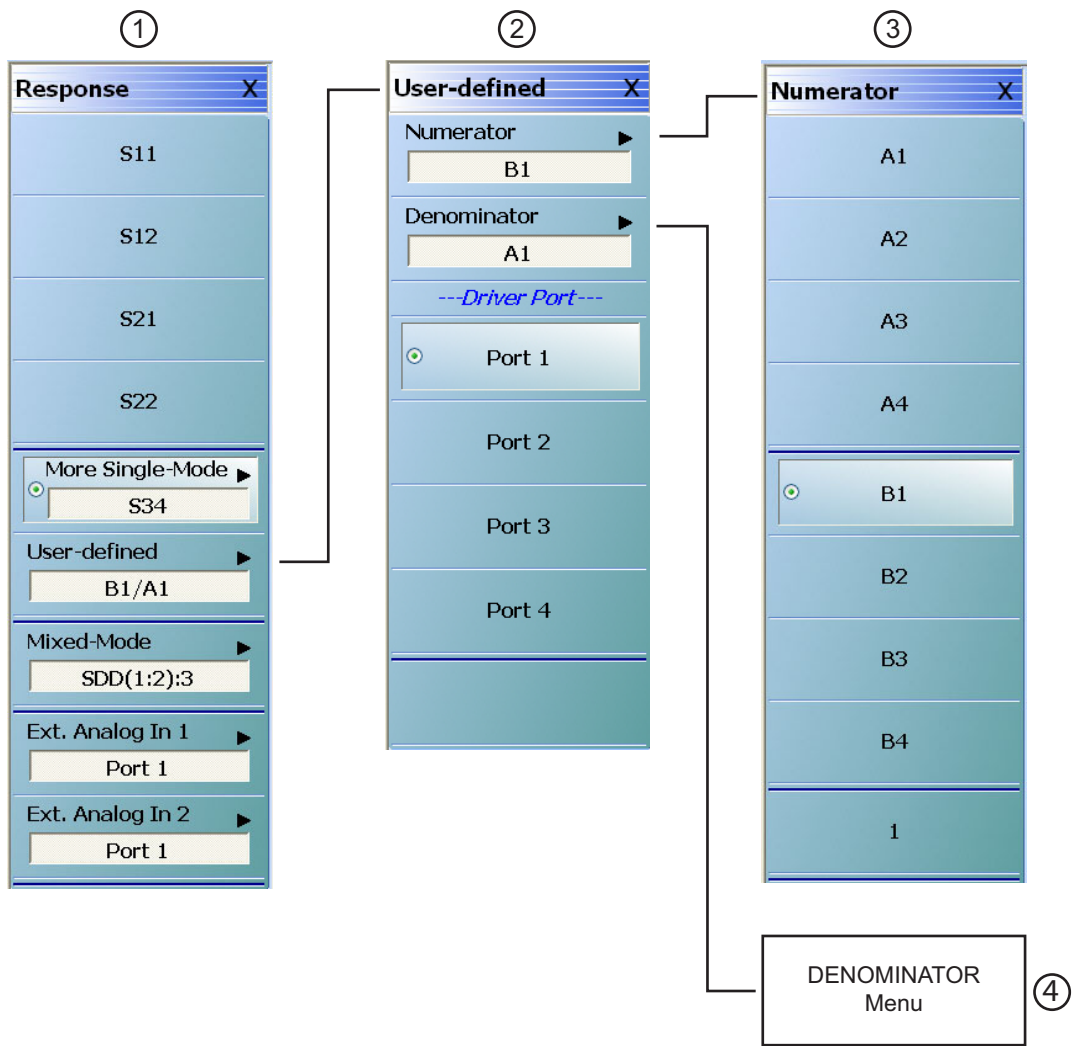 1
Response X
S11
S12
S21
S22
More Single-Mode
S34
User-defined
B1/A1
Mixed-Mode
SDD(1:2):3
Ext. Analog In 1
Port 1
Ext. Analog In 2
Port 1
2
User-defined X
Numerator
B1
Denominator
A1
---Driver Port---
Port 1
Port 2
Port 3
Port 4
3
Numerator X
A1
A2
A3
A4
B1
B2
B3
B4
1
DENOMINATOR
Menu
4